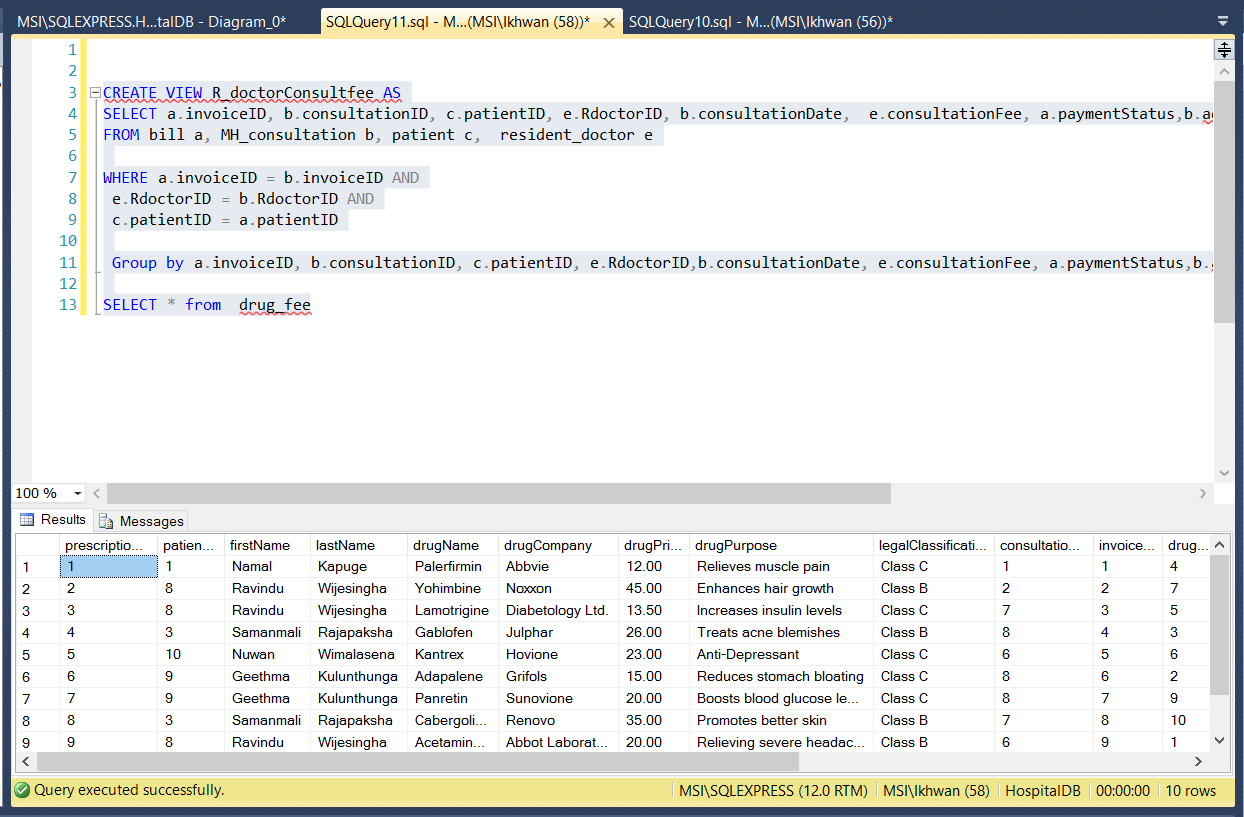 MSI\SQLEXPRESS.H...talDB - Diagram_0* SQLQuery11.sql - M...(MSI\Ikhwan (58))* SQLQuery10.sql - M...(MSI\Ikhwan (56))*
1
2
3 CREATE VIEW R_doctorConsultfee AS
4 SELECT a.invoiceID, b.consultationID, c.patientID, e.RdoctorID, b.consultationDate, e.consultationFee, a.paymentStatus,b.a
5 FROM bill a, MH_consultation b, patient c, resident_doctor e
6
7 WHERE a.invoiceID = b.invoiceID AND
8 e.RdoctorID = b.RdoctorID AND
9 c.patientID = a.patientID
10
11 Group by a.invoiceID, b.consultationID, c.patientID, e.RdoctorID,b.consultationDate, e.consultationFee, a.paymentStatus,b.
12
13 SELECT * from drug_fee
100 %
Results Messages
prescriptio... patien... firstName lastName drugName drugCompany drugPri... drugPurpose legalClassificati... consultatio... invoice... drug...
1 1 1 Namal Kapuge Palerfirmin Abbvie 12.00 Relieves muscle pain Class C 1 1 4
2 2 8 Ravindu Wijesingha Yohimbine Noxxon 45.00 Enhances hair growth Class B 2 2 7
3 3 8 Ravindu Wijesingha Lamotrigine Diabetology Ltd. 13.50 Increases insulin levels Class C 7 3 5
4 4 3 Samanmali Rajapaksha Gablofen Julphar 26.00 Treats acne blemishes Class B 8 4 3
5 5 10 Nuwan Wimalasena Kantrex Hovione 23.00 Anti-Depressant Class C 6 5 6
6 6 9 Geethma Kulunthunga Adapalene Grifols 15.00 Reduces stomach bloating Class C 8 6 2
7 7 9 Geethma Kulunthunga Panretin Sunovione 20.00 Boosts blood glucose le... Class C 8 7 9
8 8 3 Samanmali Rajapaksha Cabergoli... Renovo 35.00 Promotes better skin Class B 7 8 10
9 9 8 Ravindu Wijesingha Acetamin... Abbot Laborat... 20.00 Relieving severe headac... Class B 6 9 1
Query executed successfully. MSI\SQLEXPRESS (12.0 RTM) MSI\Ikhwan (58) HospitalDB 00:00:00 10 rows